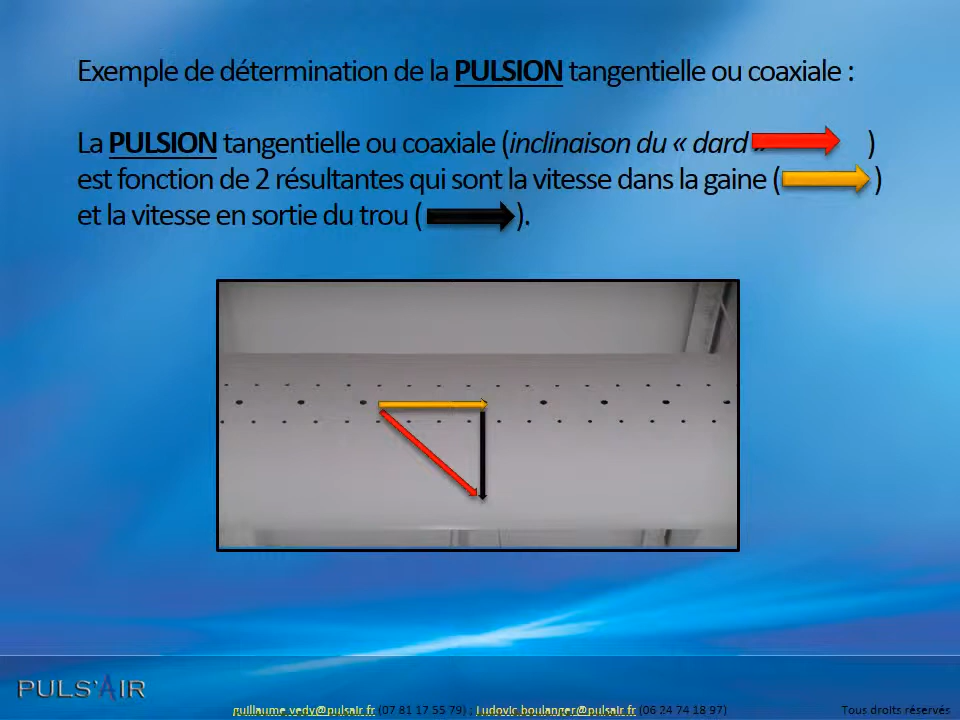 Exemple de détermination de la PULSION tangentielle ou coaxiale :
La PULSION tangentielle ou coaxiale (inclinaison du « dard » )
est fonction de 2 résultantes qui sont la vitesse dans la gaine ( )
et la vitesse en sortie du trou ( ).
PULS'AIR
guillaume.vedy@pulsair.fr (07 81 17 55 79) ; Ludovic.boulanger@pulsair.fr (06 24 74 18 97)
Tous droits réservés